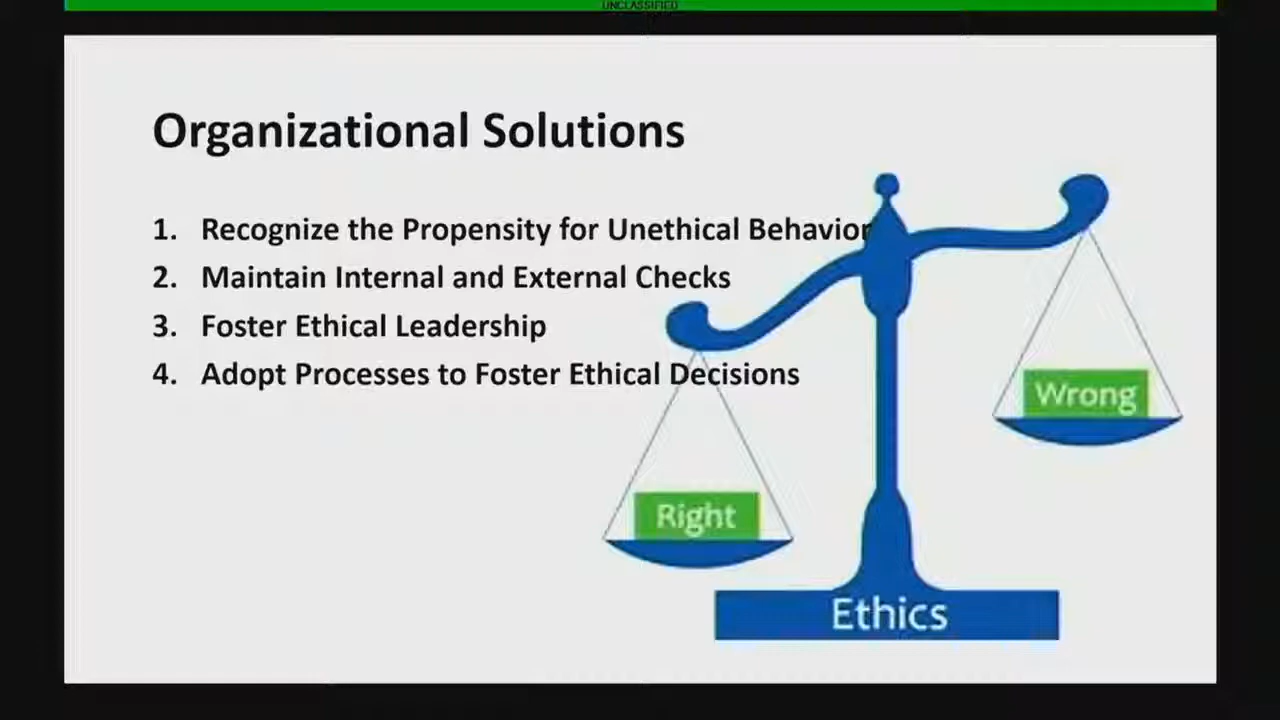 UNCLASSIFIED
Organizational Solutions
1. Recognize the Propensity for Unethical Behavior
2. Maintain Internal and External Checks
3. Foster Ethical Leadership
4. Adopt Processes to Foster Ethical Decisions
Wrong
Right
Ethics